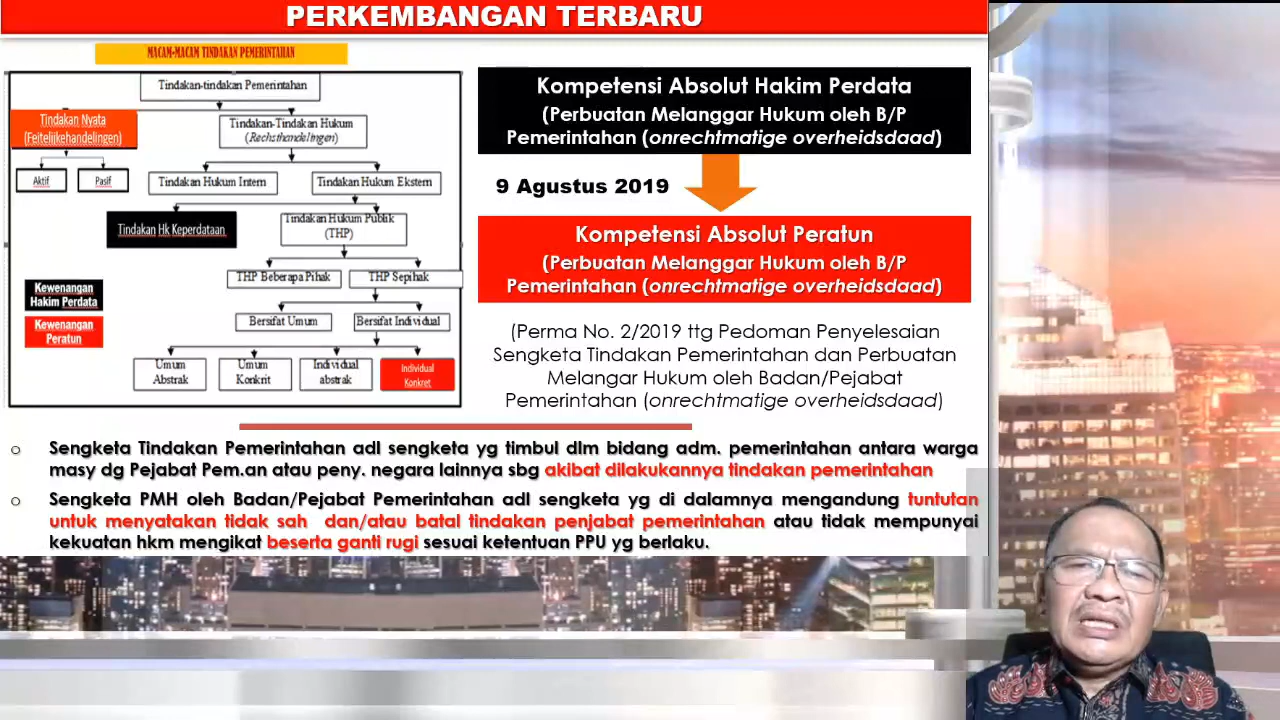 PERKEMBANGAN TERBARU
MACAM-MACAM TINDAKAN PEMERINTAHAN
Tindakan-tindakan Pemerintahan
Tindakan Nyata
(Feitelijkehandelingen)
Tindakan-Tindakan Hukum
(Rechsthandelingen)
Aktif
Pasif
Tindakan Hukum Intern
Tindakan Hukum Ekstern
Tindakan Hk Keperdataan
Tindakan Hukum Publik
(THP)
THP Beberapa Pihak
THP Sepihak
Kewenangan
Hakim Perdata
Kewenangan
Peratun
Bersifat Umum
Bersifat Individual
Umum
Abstrak
Umum
Konkrit
Individual
abstrak
Individual
Konkret
Kompetensi Absolut Hakim Perdata
(Perbuatan Melanggar Hukum oleh B/P
Pemerintahan (onrechtmatige overheidsdaad)
9 Agustus 2019
Kompetensi Absolut Peratun
(Perbuatan Melanggar Hukum oleh B/P
Pemerintahan (onrechtmatige overheidsdaad)
(Perma No. 2/2019 ttg Pedoman Penyelesaian
Sengketa Tindakan Pemerintahan dan Perbuatan
Melangar Hukum oleh Badan/Pejabat
Pemerintahan (onrechtmatige overheidsdaad)
o Sengketa Tindakan Pemerintahan adl sengketa yg timbul dlm bidang adm. pemerintahan antara warga
masy dg Pejabat Pem.an atau peny. negara lainnya sbg akibat dilakukannya tindakan pemerintahan
o Sengketa PMH oleh Badan/Pejabat Pemerintahan adl sengketa yg di dalamnya mengandung tuntutan
untuk menyatakan tidak sah dan/atau batal tindakan penjabat pemerintahan atau tidak mempunyai
kekuatan hkm mengikat beserta ganti rugi sesuai ketentuan PPU yg berlaku.